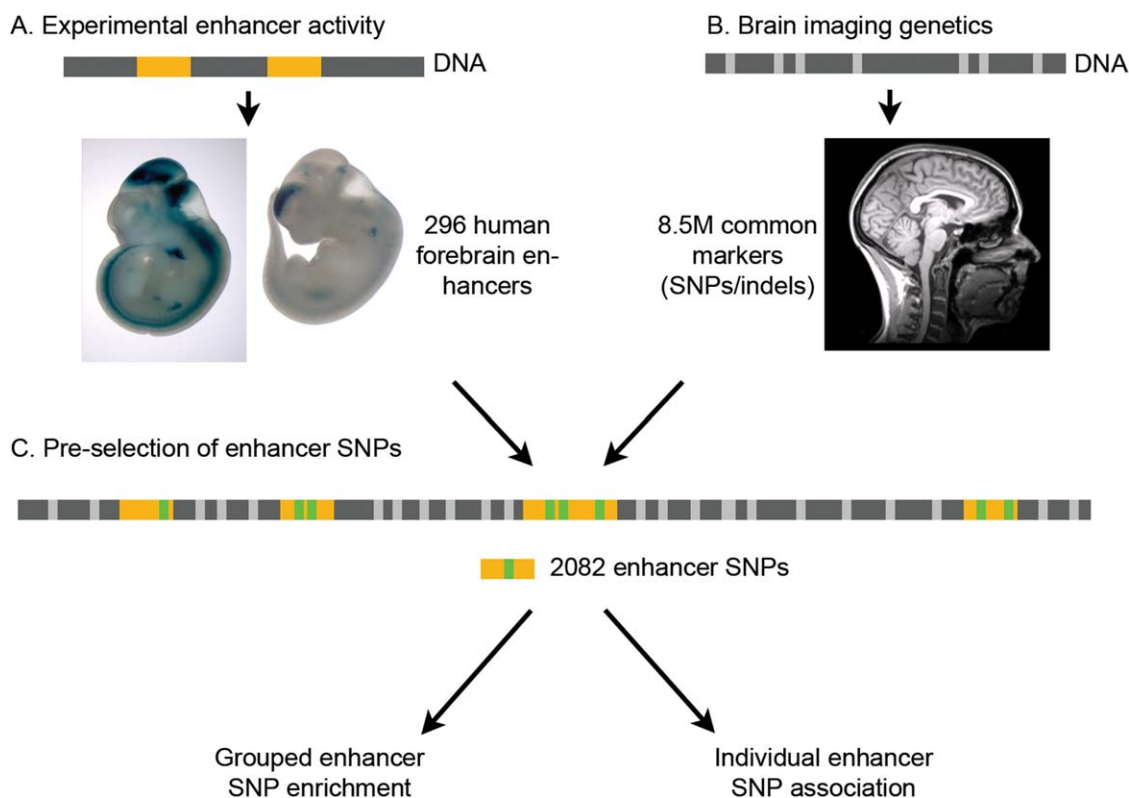 A. Experimental enhancer activity
DNA
296 human
forebrain en-
hancers
B. Brain imaging genetics
DNA
8.5M common
markers
(SNPs/indels)
C. Pre-selection of enhancer SNPs
2082 enhancer SNPs
Grouped enhancer
SNP enrichment
Individual enhancer
SNP association